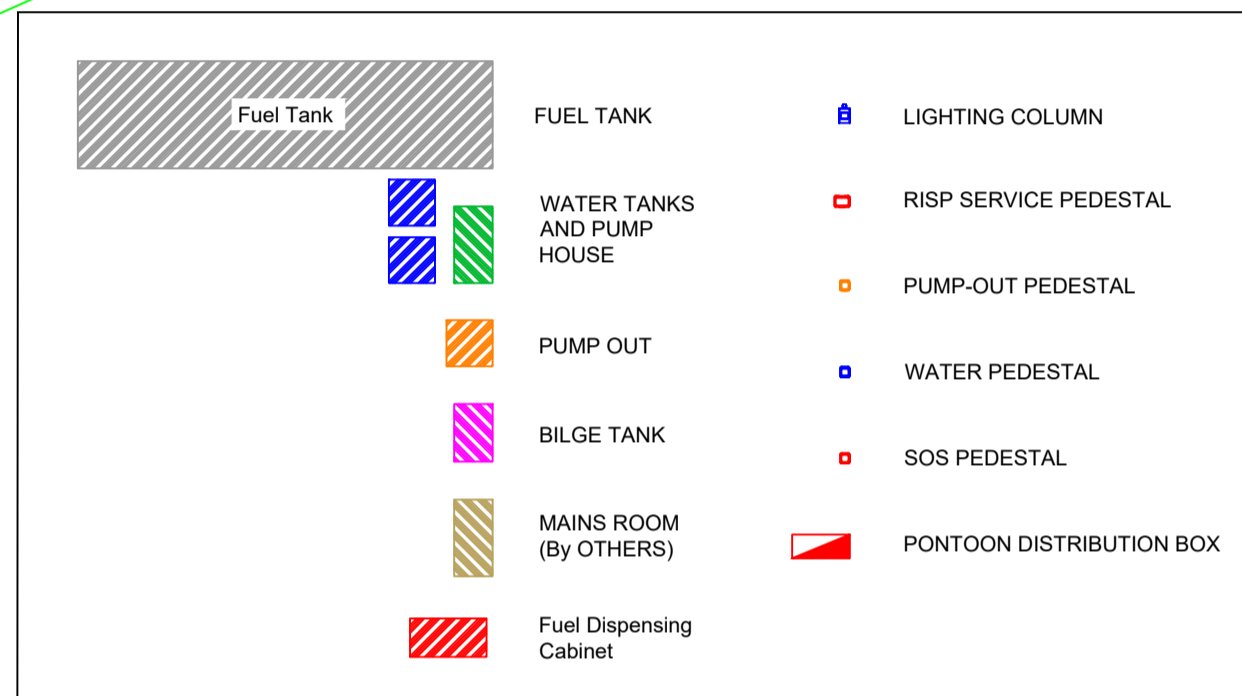 Fuel Tank
FUEL TANK
WATER TANKS
AND PUMP
HOUSE
PUMP OUT
BILGE TANK
MAINS ROOM
(By OTHERS)
Fuel Dispensing
Cabinet
LIGHTING COLUMN
RISP SERVICE PEDESTAL
PUMP-OUT PEDESTAL
WATER PEDESTAL
SOS PEDESTAL
PONTOON DISTRIBUTION BOX